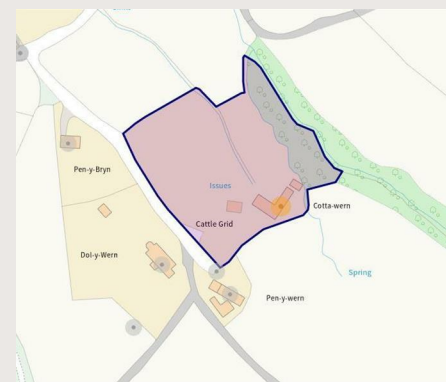 Pen-y-Bryn
Issues
Cotta-wern
Cattle Grid
Dol-y-Wern
Spring
Pen-y-wern